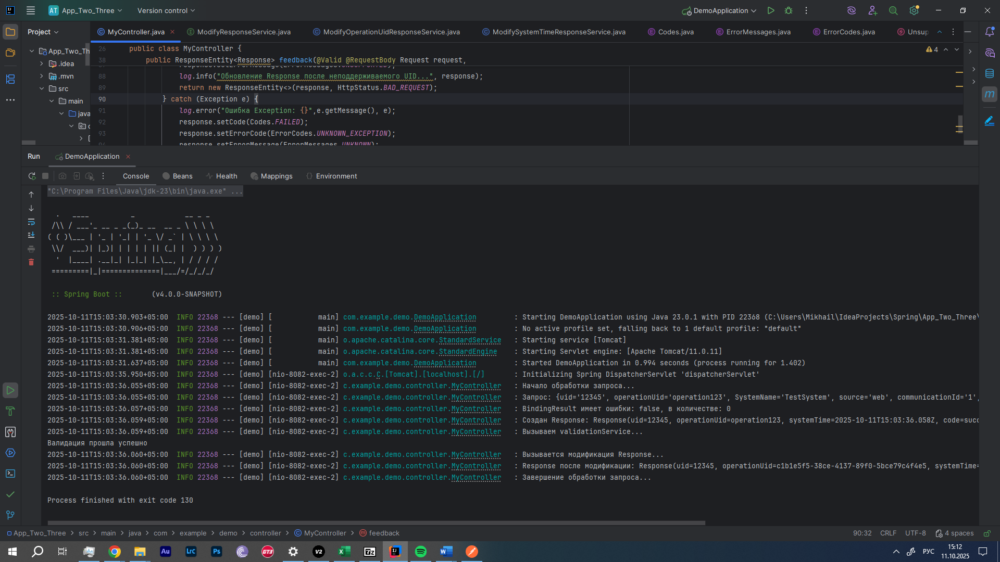 AT App_Two_Three Version control DemoApplication
Project
MyController.java ModifyResponseService.java ModifyOperationUidResponseService.java ModifySystemTimeResponseService.java Codes.java ErrorMessages.java ErrorCodes.java Unsup
App_Two_Th
.idea
.mvn
src
main
java
26 public class MyController {
38 public ResponseEntity<Response> feedback(@Valid @RequestBody Request request,
4
88 log.info("Обновление Response после неподдерживаемого UID...", response);
89 return new ResponseEntity<>(response, HttpStatus.BAD_REQUEST);
90 } catch (Exception e) {
91 log.error("Ошибка Exception: {}",e.getMessage(), e);
92 response.setCode(Codes.FAILED);
93 response.setErrorCode(ErrorCodes.UNKNOWN_EXCEPTION);
94 response.setErrorMessage(ErrorMessages.UNKNOWN);
Run DemoApplication
Console Beans Health Mappings Environment
"C:\Program Files\Java\jdk-23\bin\java.exe" ...
:: Spring Boot :: (v4.0.0-SNAPSHOT)
2025-10-11T15:03:30.903+05:00 INFO 22368 --- [demo] [ main] com.example.demo.DemoApplication : Starting DemoApplication using Java 23.0.1 with PID 22368 (C:\Users\Mikhail\IdeaProjects\Spring\App_Two_Three\
2025-10-11T15:03:30.906+05:00 INFO 22368 --- [demo] [ main] com.example.demo.DemoApplication : No active profile set, falling back to 1 default profile: "default"
2025-10-11T15:03:31.381+05:00 INFO 22368 --- [demo] [ main] o.apache.catalina.core.StandardService : Starting service [Tomcat]
2025-10-11T15:03:31.381+05:00 INFO 22368 --- [demo] [ main] o.apache.catalina.core.StandardEngine : Starting Servlet engine: [Apache Tomcat/11.0.11]
2025-10-11T15:03:31.637+05:00 INFO 22368 --- [demo] [ main] com.example.demo.DemoApplication : Started DemoApplication in 0.994 seconds (process running for 1.402)
2025-10-11T15:03:35.950+05:00 INFO 22368 --- [demo] [nio-8082-exec-2] o.a.c.c.C.[Tomcat].[localhost].[/] : Initializing Spring DispatcherServlet 'dispatcherServlet'
2025-10-11T15:03:36.055+05:00 INFO 22368 --- [demo] [nio-8082-exec-2] c.example.demo.controller.MyController : Начало обработки запроса...
2025-10-11T15:03:36.055+05:00 INFO 22368 --- [demo] [nio-8082-exec-2] c.example.demo.controller.MyController : Запрос: {uid='12345', operationUid='operation123', SystemName='TestSystem', source='web', communicationId='1',
2025-10-11T15:03:36.057+05:00 INFO 22368 --- [demo] [nio-8082-exec-2] c.example.demo.controller.MyController : BindingResult имеет ошибки: false, в количестве: 0
2025-10-11T15:03:36.059+05:00 INFO 22368 --- [demo] [nio-8082-exec-2] c.example.demo.controller.MyController : Создан Response: Response(uid=12345, operationUid=operation123, systemTime=2025-10-11T15:03:36.058Z, code=succ
2025-10-11T15:03:36.059+05:00 INFO 22368 --- [demo] [nio-8082-exec-2] c.example.demo.controller.MyController : Вызываем validationService...
Валидация прошла успешно
2025-10-11T15:03:36.060+05:00 INFO 22368 --- [demo] [nio-8082-exec-2] c.example.demo.controller.MyController : Вызывается модификация Response...
2025-10-11T15:03:36.060+05:00 INFO 22368 --- [demo] [nio-8082-exec-2] c.example.demo.controller.MyController : Response после модификации: Response(uid=12345, operationUid=c1b1e5f5-38ce-4137-89f0-5bce79c4f4e5, systemTime=
2025-10-11T15:03:36.060+05:00 INFO 22368 --- [demo] [nio-8082-exec-2] c.example.demo.controller.MyController : Завершение обработки запроса...
Process finished with exit code 130
App_Two_Three > src > main > java > com > example > demo > controller > MyController > feedback 90:32 CRLF UTF-8 4 spaces
РУС 15:12
11.10.2025